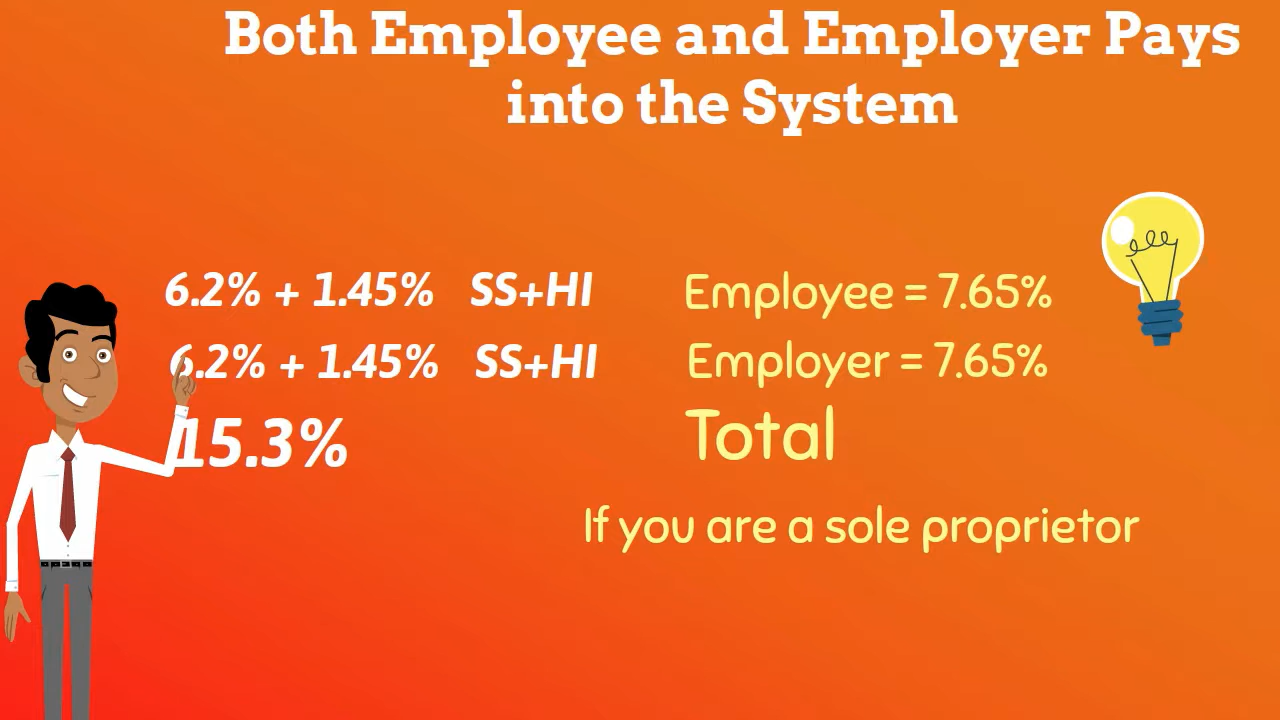 Both Employee and Employer Pays
into the System
6.2% + 1.45% SS+HI Employee = 7.65%
6.2% + 1.45% SS+HI Employer = 7.65%
15.3% Total
If you are a sole proprietor